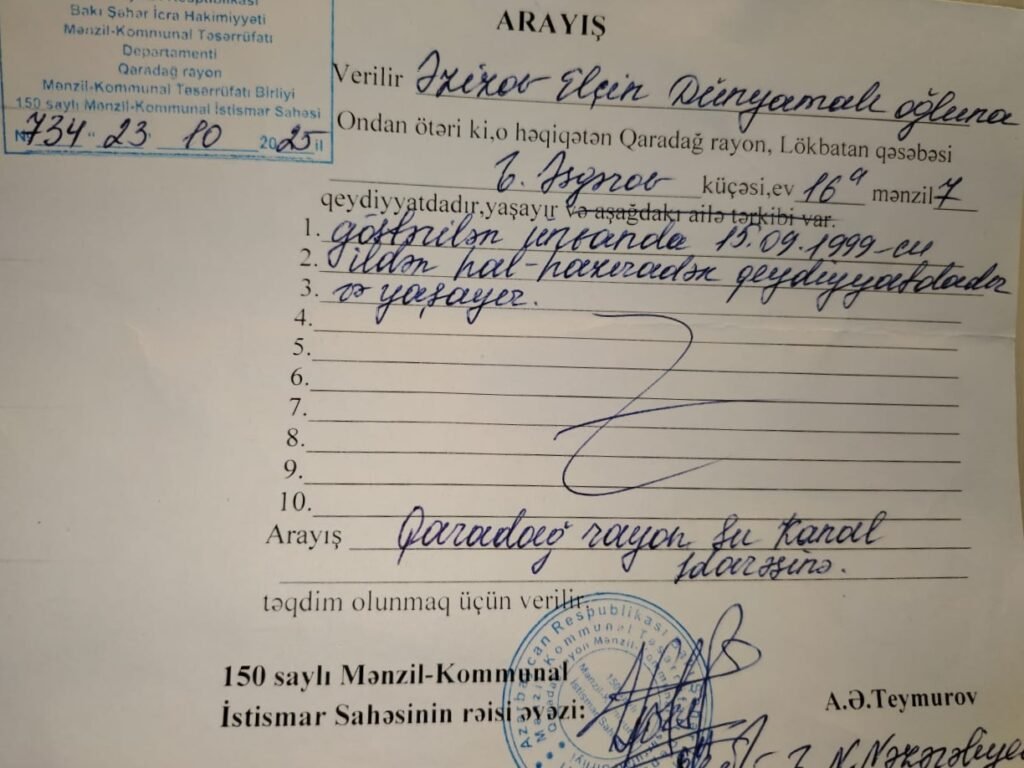 Bakı Şəhər İcra Hakimiyyəti
Mənzil-Kommunal Təsərrüfatı
Departamenti
Qaradağ rayon
Mənzil-Kommunal Təsərrüfatı Birliyi
150 saylı Mənzil-Kommunal İstismar Sahəsi
№ 734 " 23 10 2025 il
ARAYIŞ
Verilir Əzizov Elçin Dünyamalı oğluna
Ondan ötəri ki,o həqiqətən Qaradağ rayon, Lökbatan qəsəbəsi
Əsgərov küçəsi,ev 16a mənzil 7
qeydiyyatdadır,yaşayır və aşağdakı ailə tərkibi var.
1. göstərilən ünvanda 15.09.1999-cu
2. ildən hal-hazıradək qeydiyyatdadır
3. və yaşayır.
4.
5.
6.
7.
8.
9.
10.
Arayış Qaradağ rayon Su Kanal
İdarəsinə.
təqdim olunmaq üçün verilir.
150 saylı Mənzil-Kommunal
İstismar Sahəsinin rəisi əvəzi:
A.Ə.Teymurov